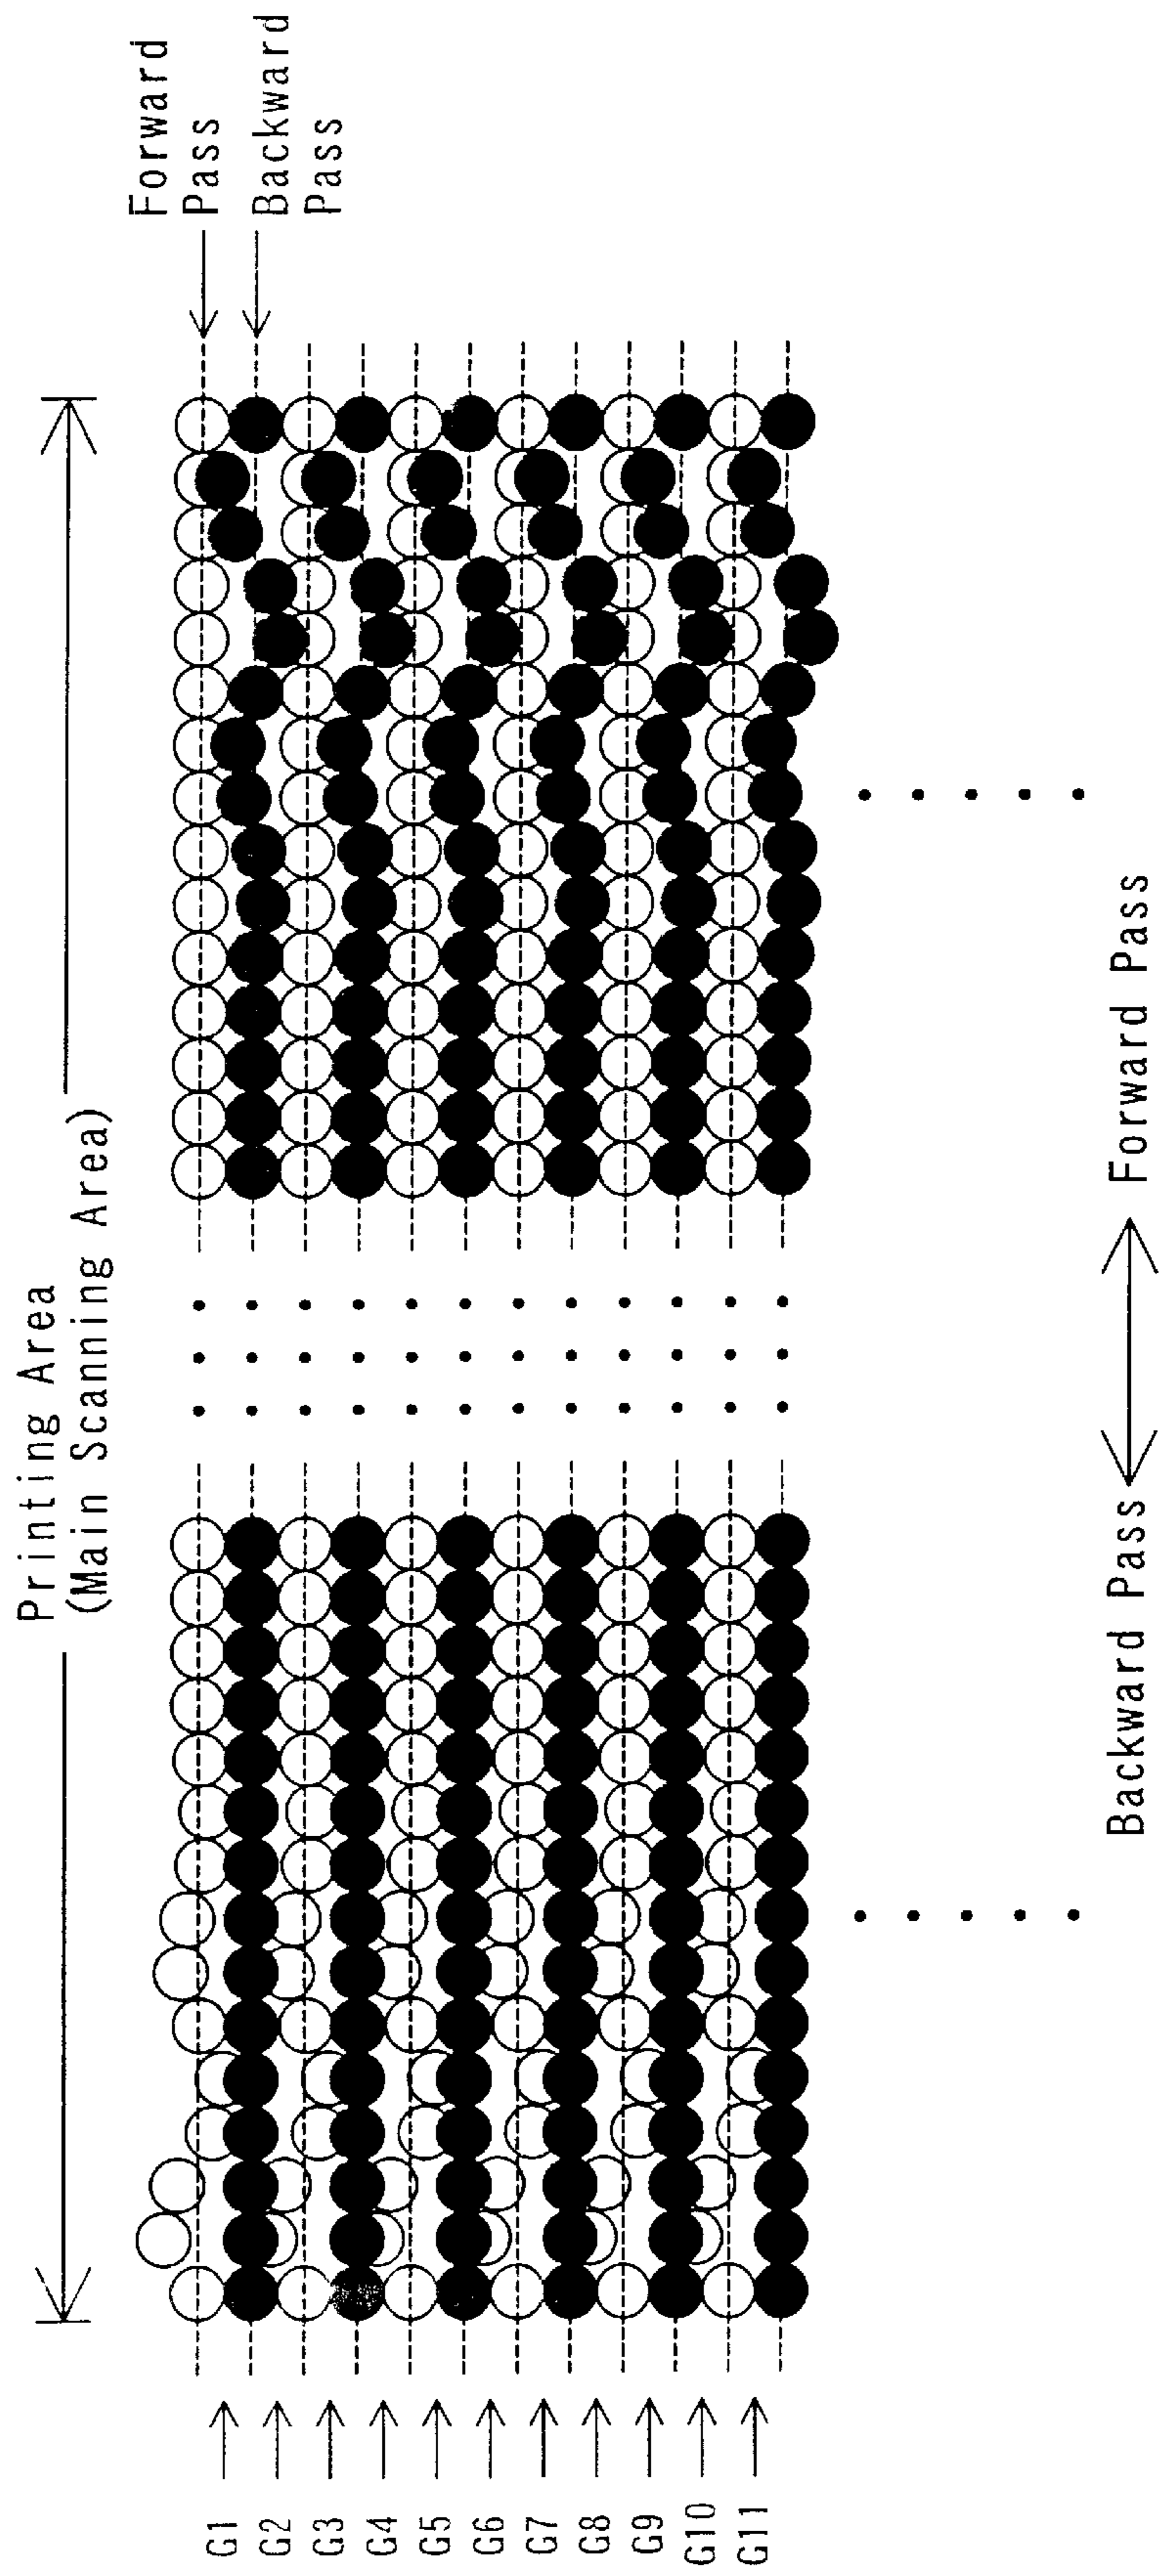 Printing Area
(Main Scanning Area)
Forward
Pass
Backward
Pass
G1
G2
G3
G4
G5
G6
G7
G8
G9
G10
G11
Backward Pass
Forward Pass